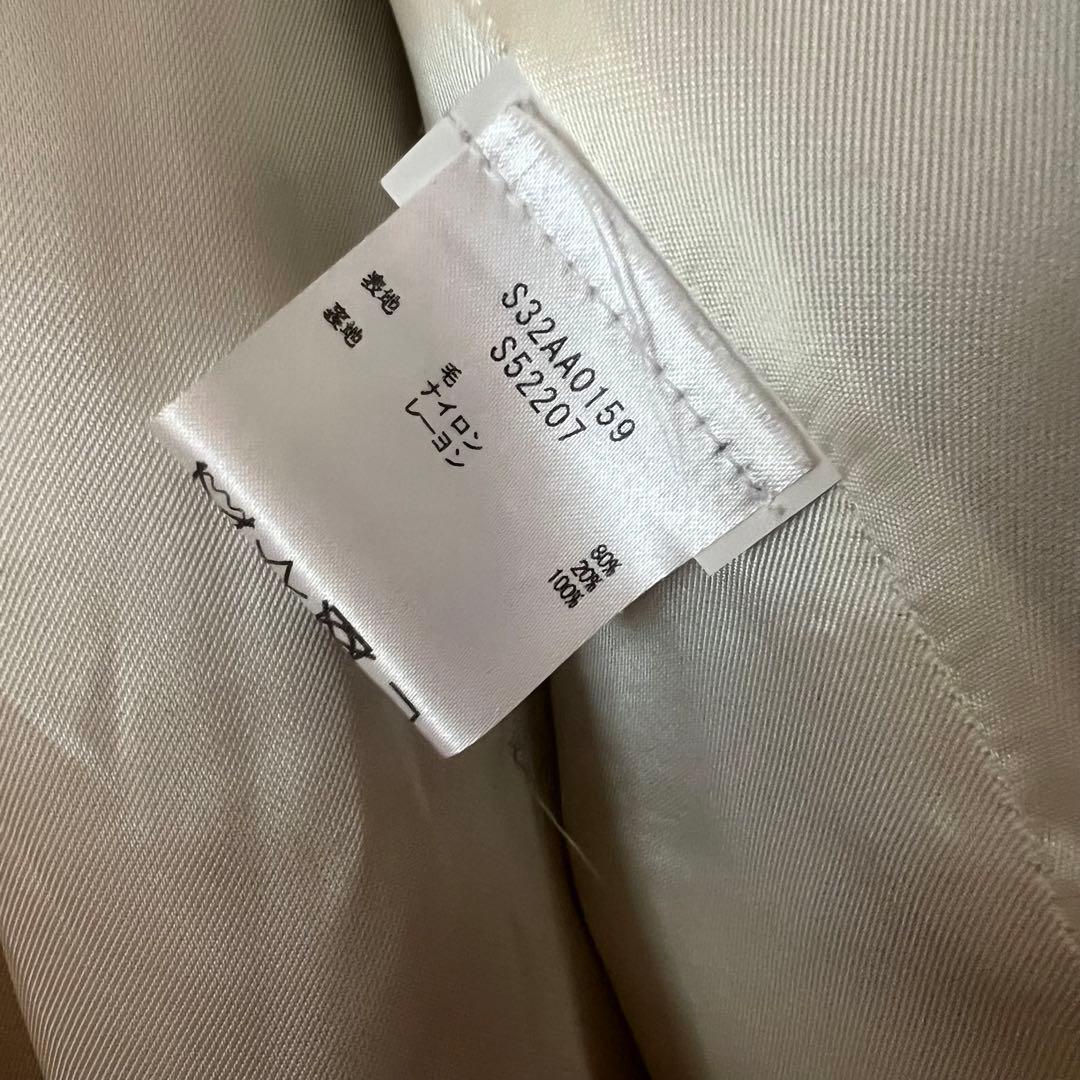 S32AA0159
S52207
表地 毛 80%
ナイロン 20%
裏地 レーヨン 100%